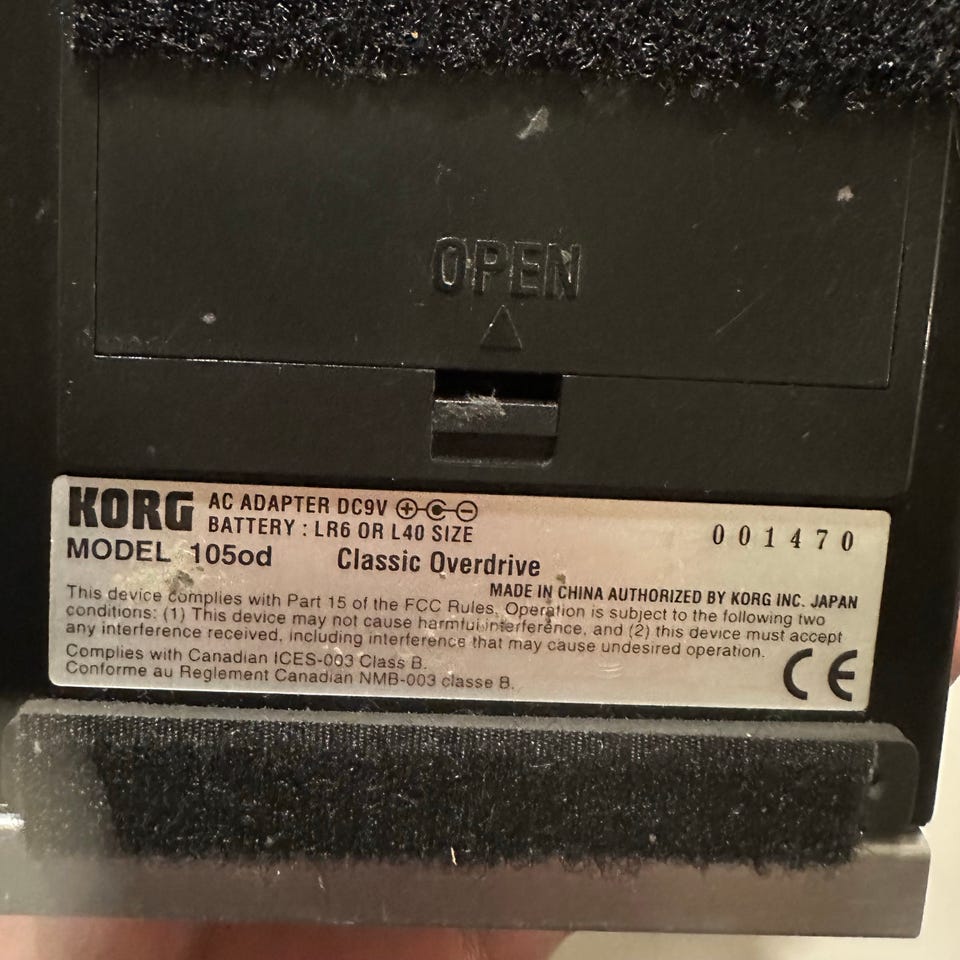 OPEN
KORG AC ADAPTER DC9V
BATTERY : LR6 OR L40 SIZE
001470
MODEL 105od Classic Overdrive
MADE IN CHINA AUTHORIZED BY KORG INC. JAPAN
This device complies with Part 15 of the FCC Rules. Operation is subject to the following two
conditions: (1) This device may not cause harmful interference, and (2) this device must accept
any interference received, including interference that may cause undesired operation.
Complies with Canadian ICES-003 Class B.
Conforme au Reglement Canadian NMB-003 classe B.
CE